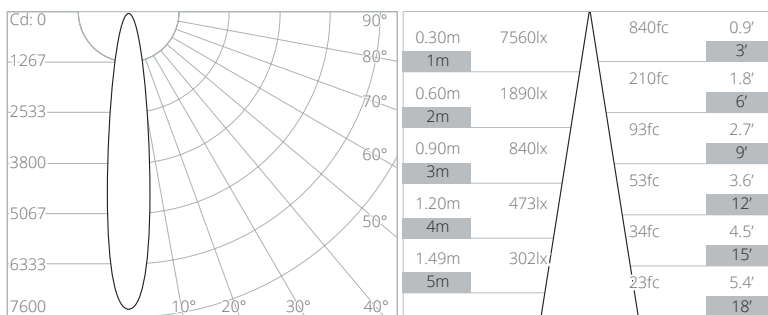 Cd: 0
1267
2533
3800
5067
6333
7600
90°
80°
70°
60°
50°
10°
20°
30°
40°
0.30m 7560lx
1m
0.60m 1890lx
2m
0.90m 840lx
3m
1.20m 473lx
4m
1.49m 302lx
5m
840fc 0.9'
3'
210fc 1.8'
6'
93fc 2.7'
9'
53fc 3.6'
12'
34fc 4.5'
15'
23fc 5.4'
18'